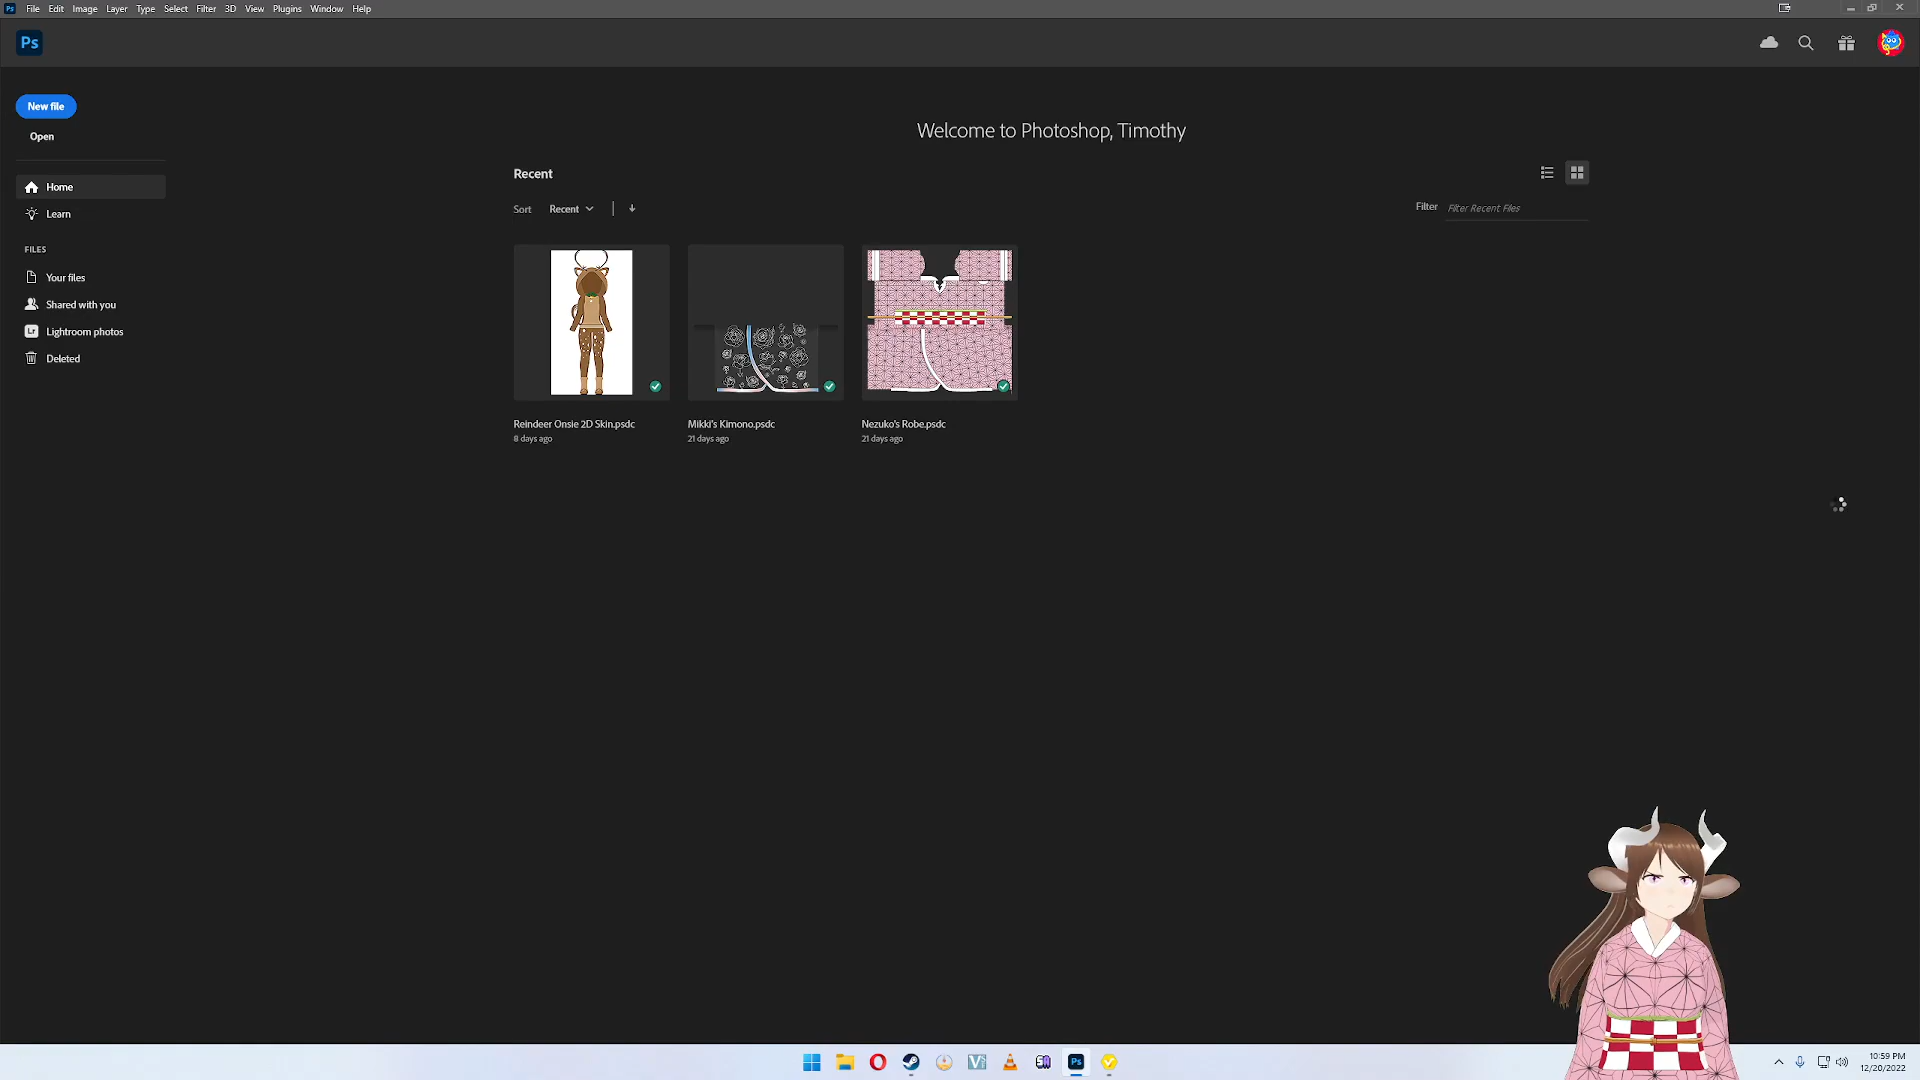 Ps File Edit Image Layer Type Select Filter 3D View Plugins Window Help
Ps
New file
Open
Home
Learn
FILES
Your files
Shared with you
Lr Lightroom photos
Deleted
Welcome to Photoshop, Timothy
Recent
Sort Recent
Filter Filter Recent Files
Reindeer Onsie 2D Skin.psdc
8 days ago
Mikki's Kimono.psdc
21 days ago
Nezuko's Robe.psdc
21 days ago
Ps
10:59 PM
12/20/2022